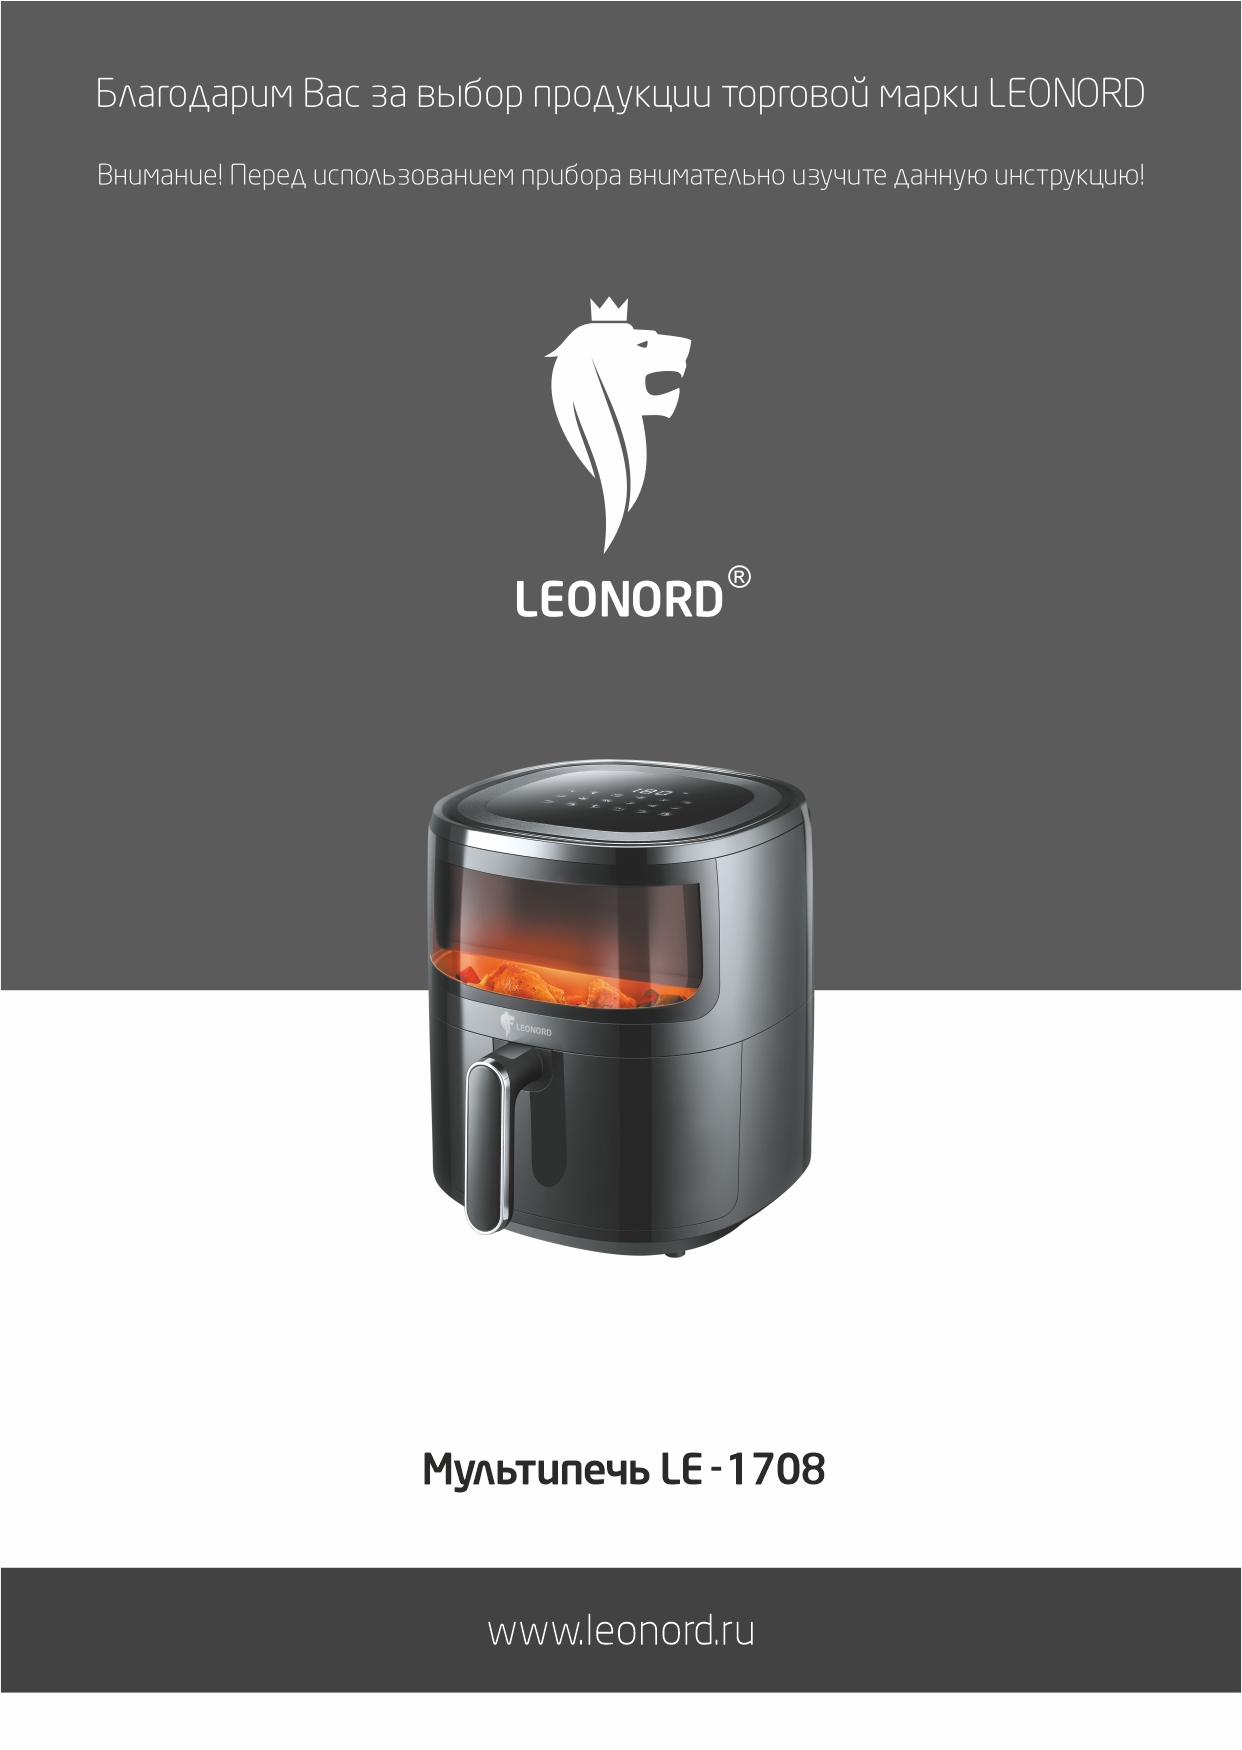 Благодарим Вас за выбор продукции торговой марки LEONORD
Внимание! Перед использованием прибора внимательно изучите данную инструкцию!
LEONORD®
180
LEONORD
Мультипечь LE - 1708
www.leonord.ru